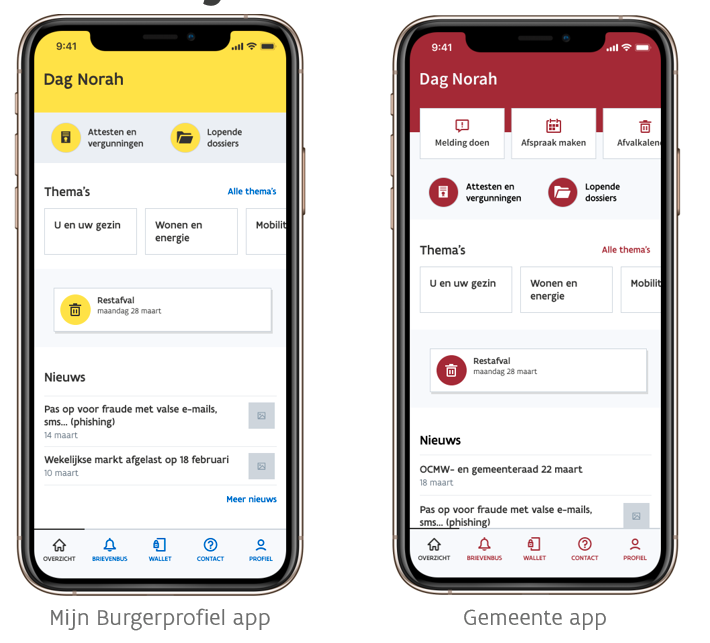 9:41
Dag Norah
Attesten en
vergunningen
Lopende
dossiers
Thema's
Alle thema's
U en uw gezin
Wonen en
energie
Mobilit
Restafval
maandag 28 maart
Nieuws
Pas op voor fraude met valse e-mails,
sms... (phishing)
14 maart
Wekelijkse markt afgelast op 18 februari
10 maart
Meer nieuws
OVERZICHT
BRIEVENBUS
WALLET
CONTACT
PROFIEL
Mijn Burgerprofiel app
9:41
Dag Norah
Melding doen
Afspraak maken
Afvalkalen
Attesten en
vergunningen
Lopende
dossiers
Thema's
Alle thema's
U en uw gezin
Wonen en
energie
Mobilit
Restafval
maandag 28 maart
Nieuws
OCMW- en gemeenteraad 22 maart
18 maart
Pas op voor fraude met valse e-mails,
sms... (phishing)
OVERZICHT
BRIEVENBUS
WALLET
CONTACT
PROFIEL
Gemeente app